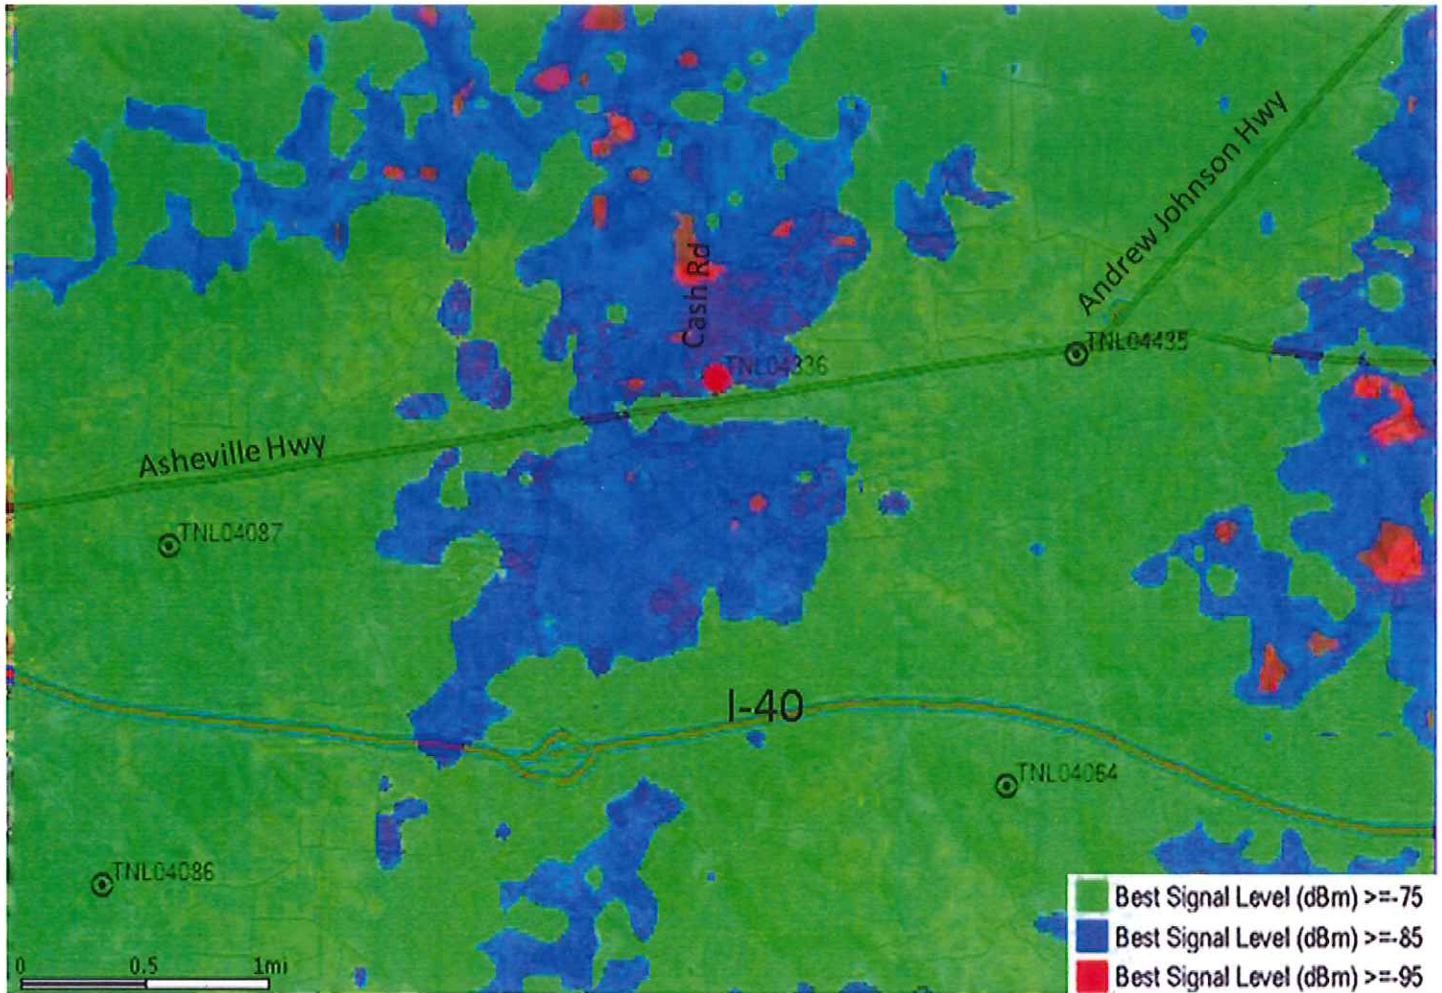 Andrew Johnson Hwy
Cash Rd
TNL04435
TNL04336
Asheville Hwy
TNL04087
I-40
TNL04064
TNL04086
Best Signal Level (dBm) >=-75
Best Signal Level (dBm) >=-85
Best Signal Level (dBm) >=-95
0 0.5 1mi